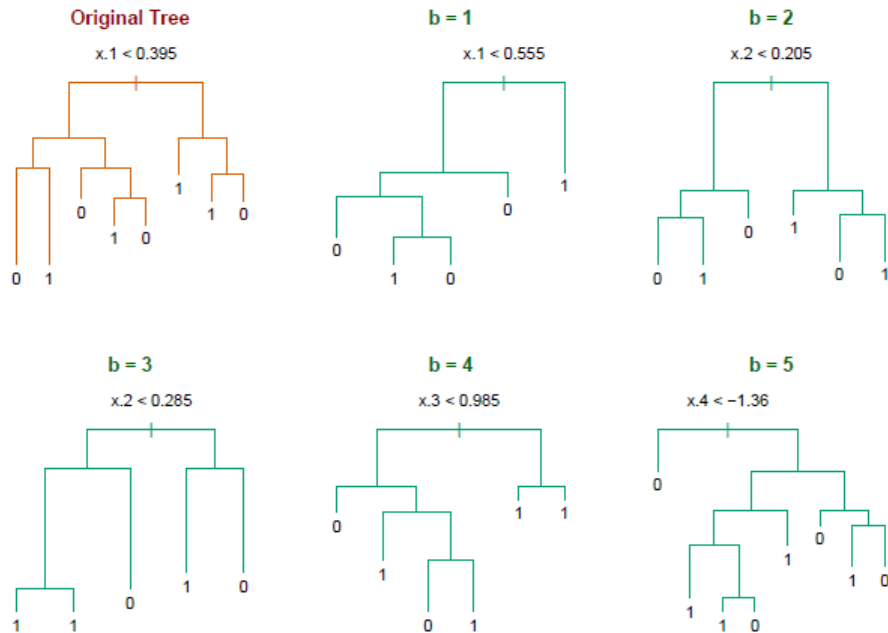 Original Tree
b = 1
b = 2
x.1 < 0.395
x.1 < 0.555
x.2 < 0.205
0 1
0
1 0
1
1 0
0
1 0
0
1
0 1
0
1
0 1
b = 3
b = 4
b = 5
x.2 < 0.285
x.3 < 0.985
x.4 < −1.36
1 1
0
1
0
0
1
0 1
1 1
0
1
1 0
1
0
1 0